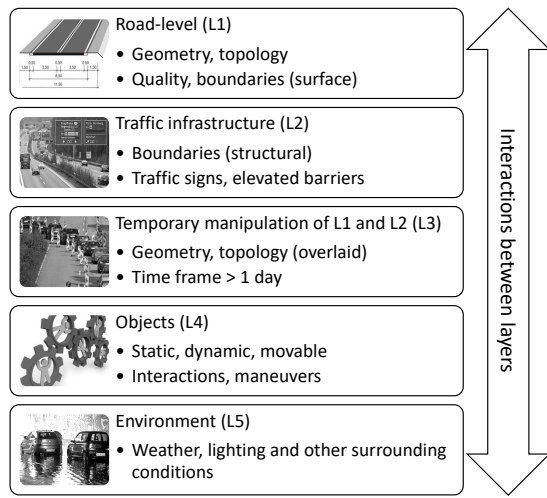 Road-level (L1)
• Geometry, topology
• Quality, boundaries (surface)
Traffic infrastructure (L2)
• Boundaries (structural)
• Traffic signs, elevated barriers
Temporary manipulation of L1 and L2 (L3)
• Geometry, topology (overlaid)
• Time frame > 1 day
Objects (L4)
• Static, dynamic, movable
• Interactions, maneuvers
Environment (L5)
• Weather, lighting and other surrounding
conditions
Interactions between layers